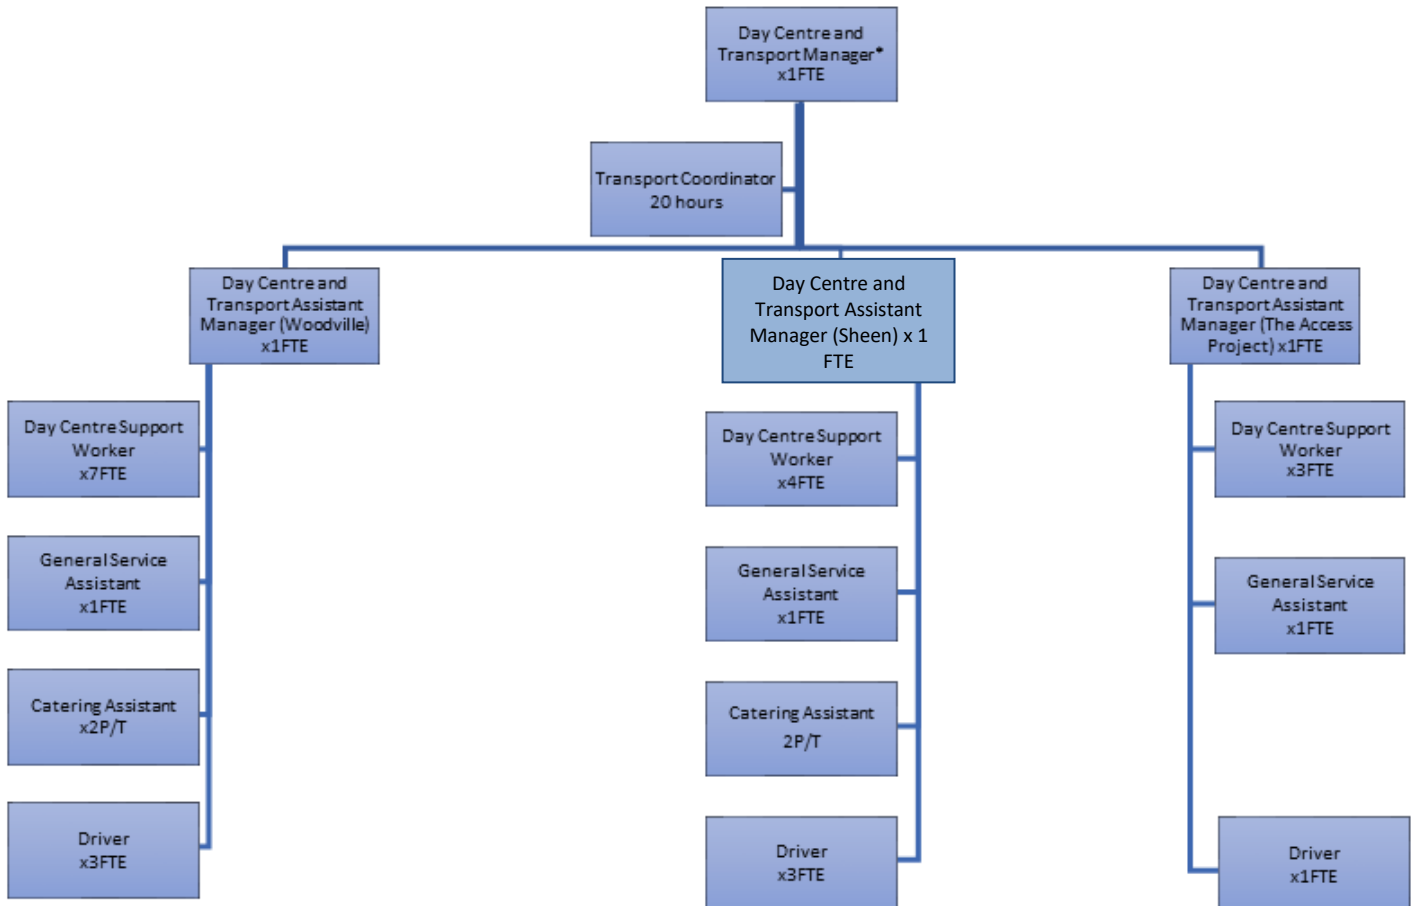 Day Centre and
Transport Manager*
x1FTE
Transport Coordinator
20 hours
Day Centre and
Transport Assistant
Manager (Woodville)
x1FTE
Day Centre and
Transport Assistant
Manager (Sheen) x 1
FTE
Day Centre and
Transport Assistant
Manager (The Access
Project) x1FTE
Day Centre Support
Worker
x7FTE
General Service
Assistant
x1FTE
Catering Assistant
x2P/T
Driver
x3FTE
Day Centre Support
Worker
x4FTE
General Service
Assistant
x1FTE
Catering Assistant
2P/T
Driver
x3FTE
Day Centre Support
Worker
x3FTE
General Service
Assistant
x1FTE
Driver
x1FTE